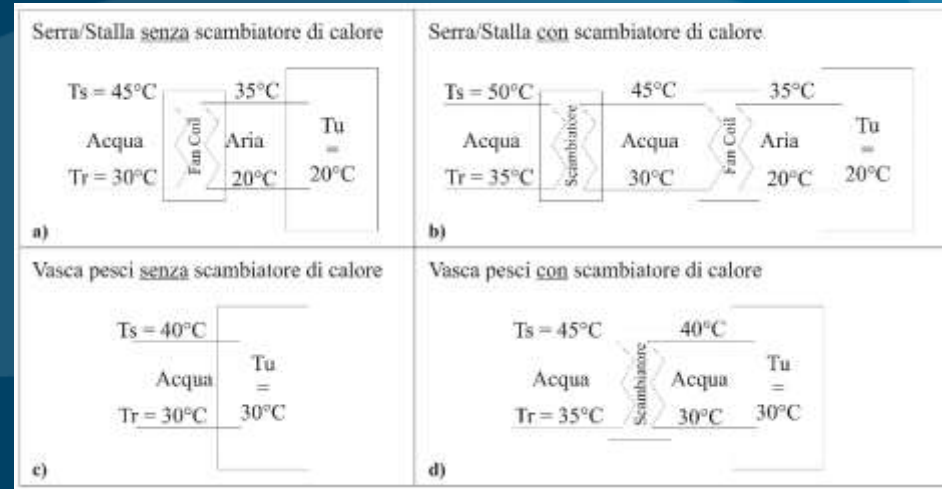 Serra/Stalla senza scambiatore di calore
Ts = 45°C 35°C
Acqua Fan Coil Aria Tu = 20°C
Tr = 30°C 20°C
a)
Serra/Stalla con scambiatore di calore
Ts = 50°C 45°C 35°C
Acqua Scambiatore Acqua Fan Coil Aria Tu = 20°C
Tr = 35°C 30°C 20°C
b)
Vasca pesci senza scambiatore di calore
Ts = 40°C
Acqua Tu = 30°C
Tr = 30°C
c)
Vasca pesci con scambiatore di calore
Ts = 45°C 40°C
Acqua Scambiatore Acqua Tu = 30°C
Tr = 35°C 30°C
d)